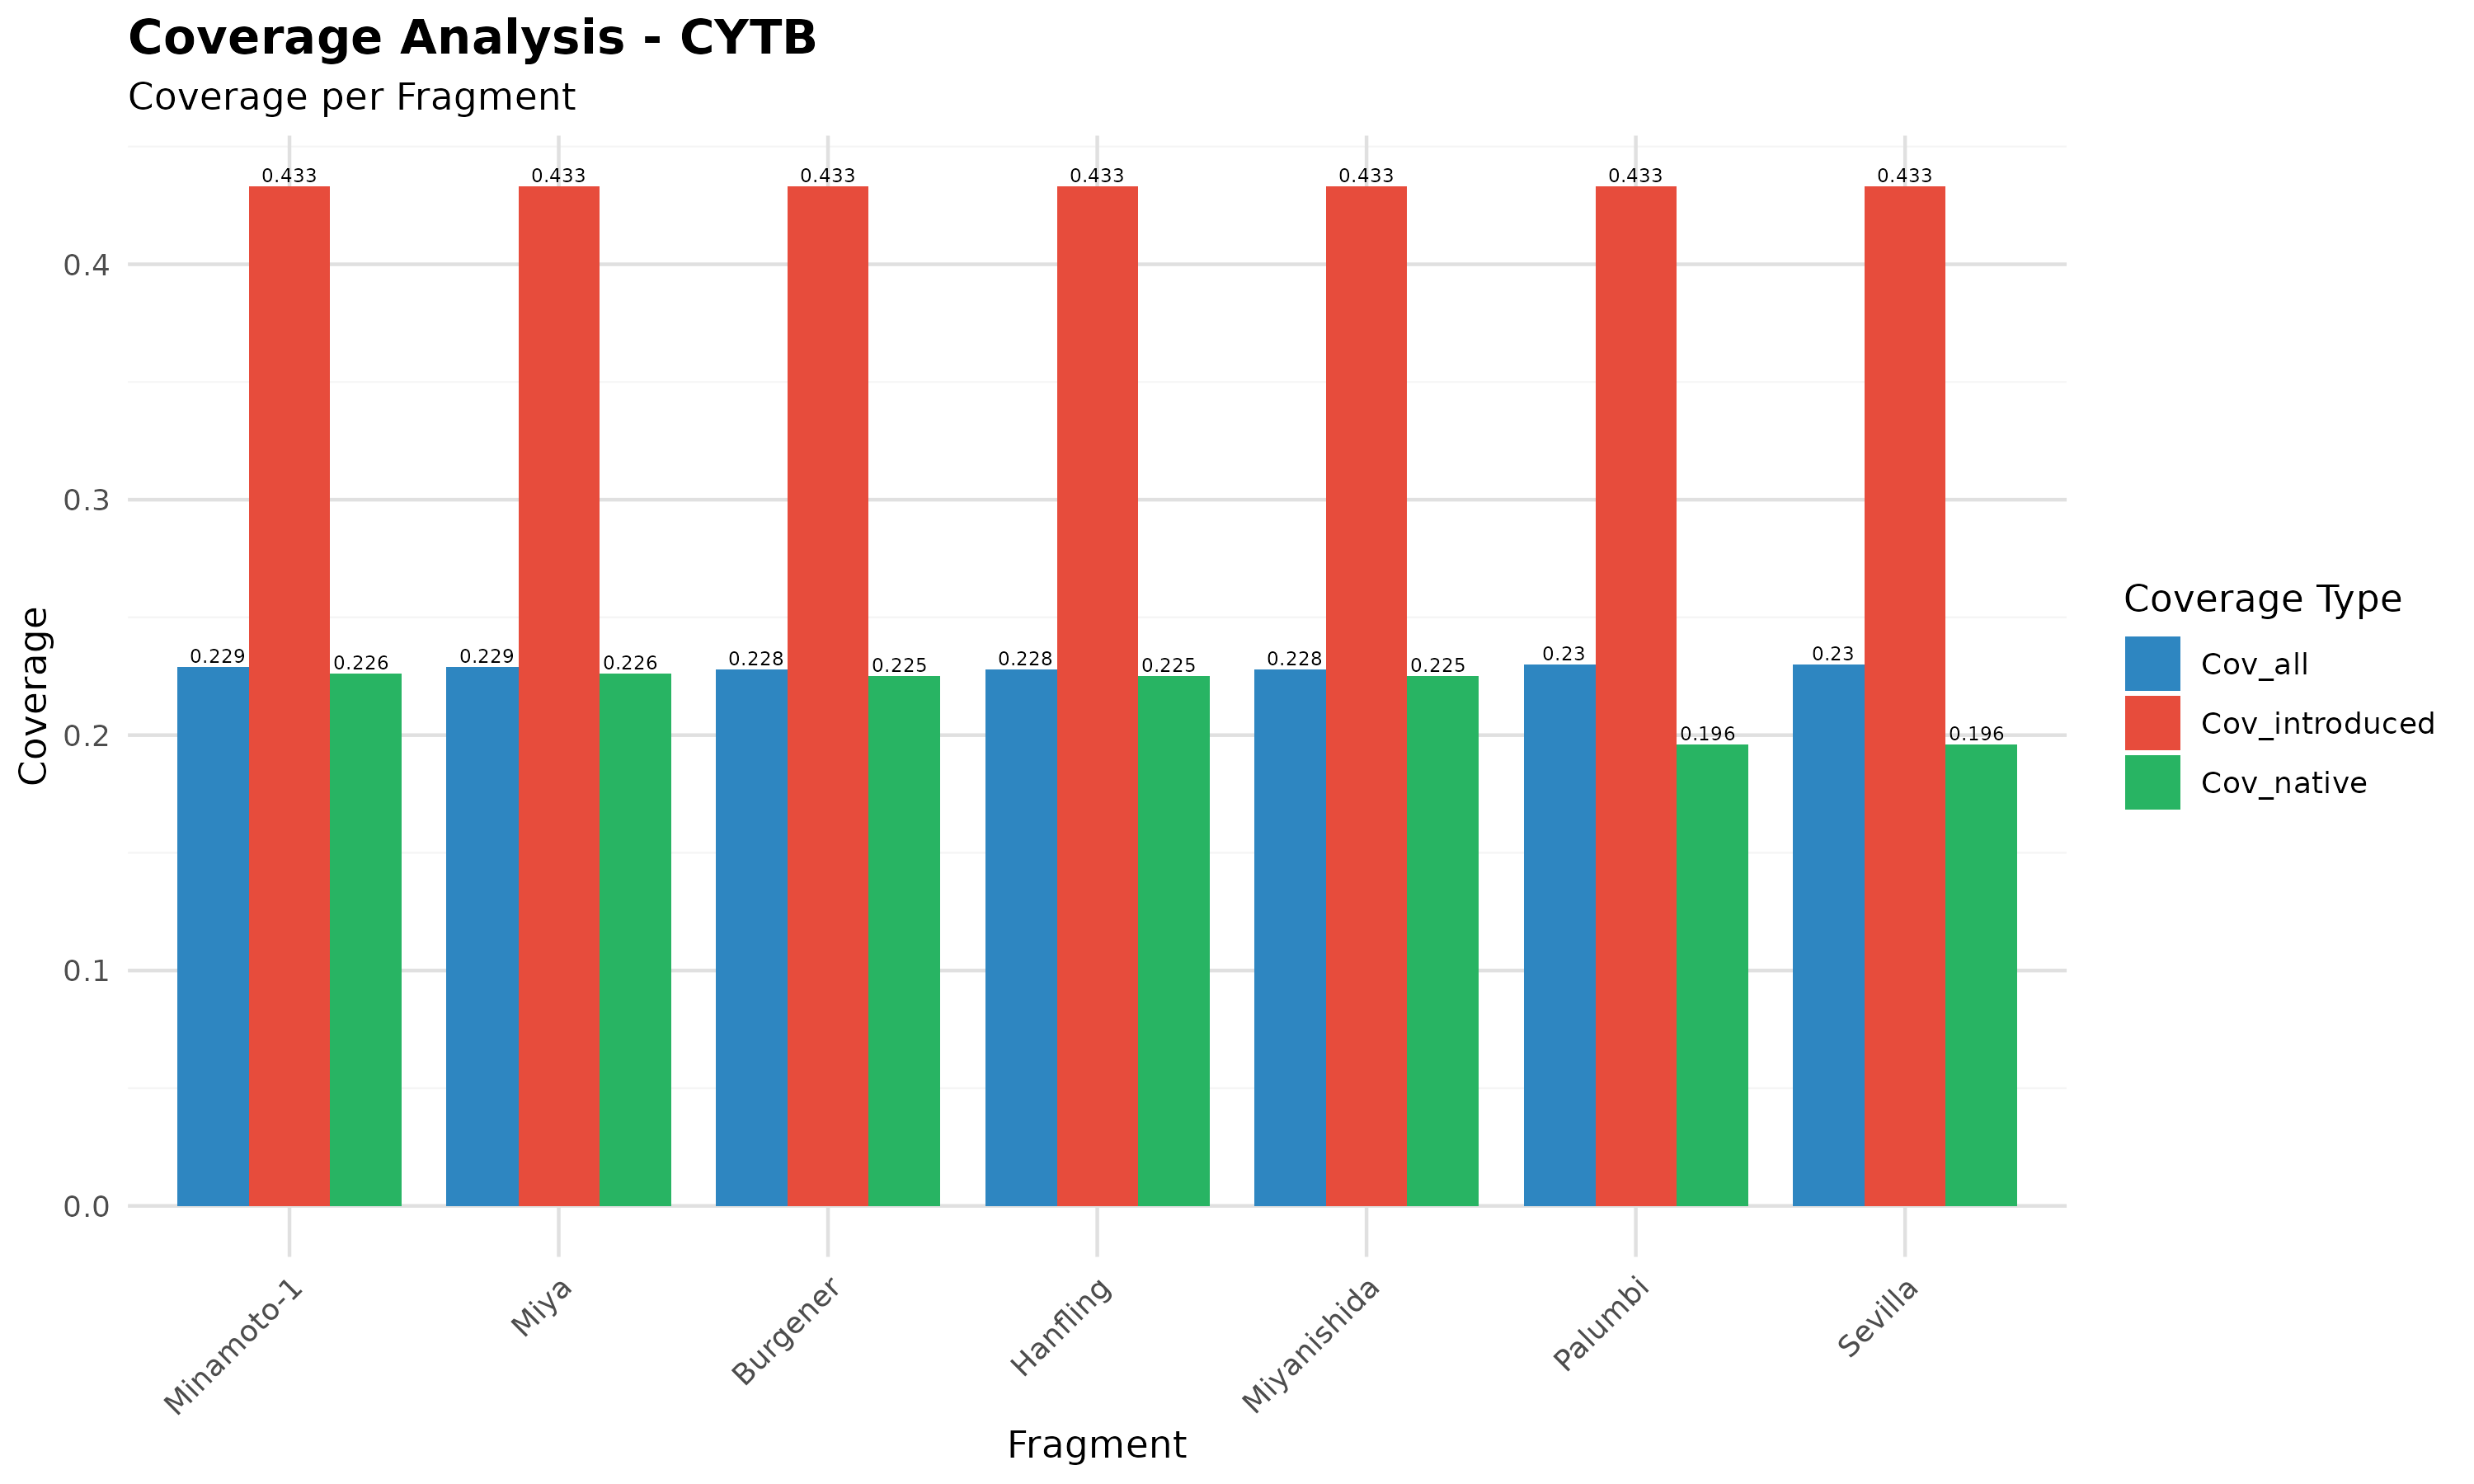 Coverage Analysis - CYTB
Coverage per Fragment
0.433 0.433 0.433 0.433 0.433 0.433 0.433
0.229 0.226 0.229 0.226 0.228 0.225 0.228 0.225 0.228 0.225 0.23 0.196 0.23 0.196
0.4
0.3
0.2
0.1
0.0
Coverage
Minamoto-1
Miya
Burgener
Hanfling
Miyanishida
Palumbi
Sevilla
Fragment
Coverage Type
Cov_all
Cov_introduced
Cov_native